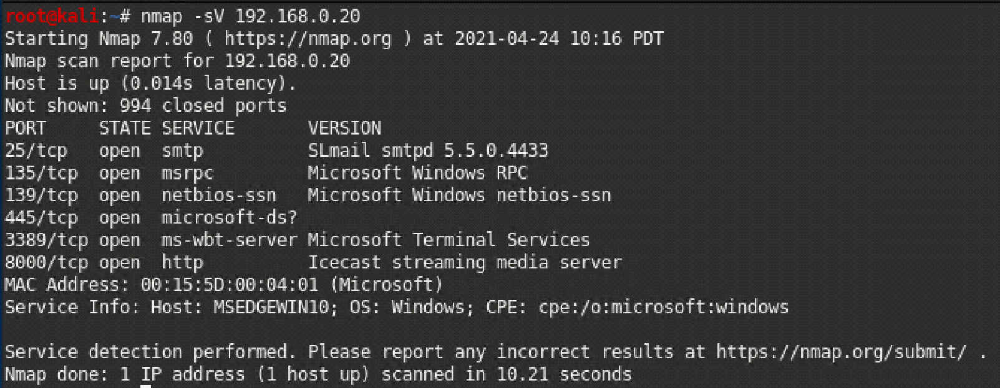 root@kali:~# nmap -sV 192.168.0.20
Starting Nmap 7.80 ( https://nmap.org ) at 2021-04-24 10:16 PDT
Nmap scan report for 192.168.0.20
Host is up (0.014s latency).
Not shown: 994 closed ports
PORT     STATE SERVICE       VERSION
25/tcp   open  smtp          SLmail smtpd 5.5.0.4433
135/tcp  open  msrpc         Microsoft Windows RPC
139/tcp  open  netbios-ssn   Microsoft Windows netbios-ssn
445/tcp  open  microsoft-ds?
3389/tcp open  ms-wbt-server Microsoft Terminal Services
8000/tcp open  http          Icecast streaming media server
MAC Address: 00:15:5D:00:04:01 (Microsoft)
Service Info: Host: MSEDGEWIN10; OS: Windows; CPE: cpe:/o:microsoft:windows

Service detection performed. Please report any incorrect results at https://nmap.org/submit/ .
Nmap done: 1 IP address (1 host up) scanned in 10.21 seconds